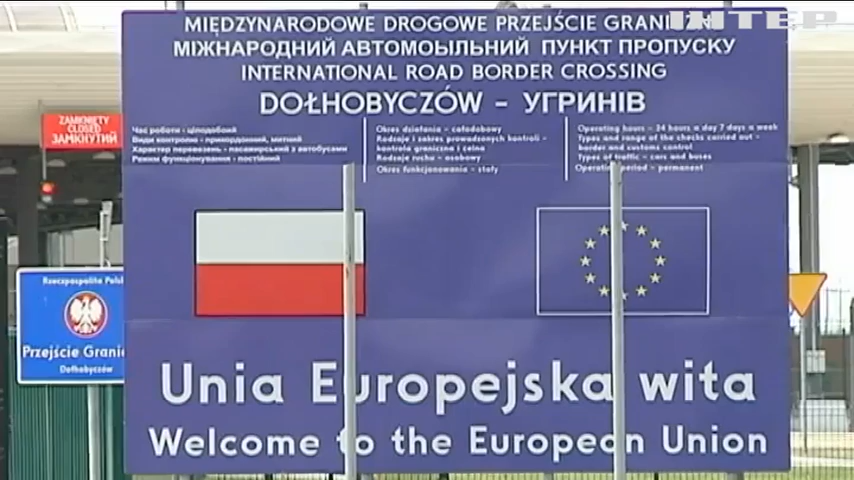 ІНТЕР
MIĘDZYNARODOWE DROGOWE PRZEJŚCIE
МІЖНАРОДНИЙ АВТОМОЫЛЬНИЙ ПУНКТ ПРОПУСКУ
INTERNATIONAL ROAD BORDER CROSSING
DOŁHOBYCZÓW – УГРИНІВ
ZAMKNIĘTY
CLOSED
ЗАМКНУТИЙ
Час роботи - цілодобовий
Види контролю - прикордонний, митний
Характер перевезень - пасажирський з автобусами
Режим функціонування - постійний
Okres działania - całodobowy
Rodzaje i zakres prowadzonych kontroli -
kontrola graniczna i celna
Rodzaje ruchu - osobowy
Okres funkcjonowania - stały
Operating hours - 24 hours a day 7 days a week
Types and range of the checks carried out -
border and customs control
Types of traffic - cars and buses
Operating period - permanent
Rzeczpospolita
Przejście
Dołhobyczów
Unia Europejska wita
Welcome to the European Union